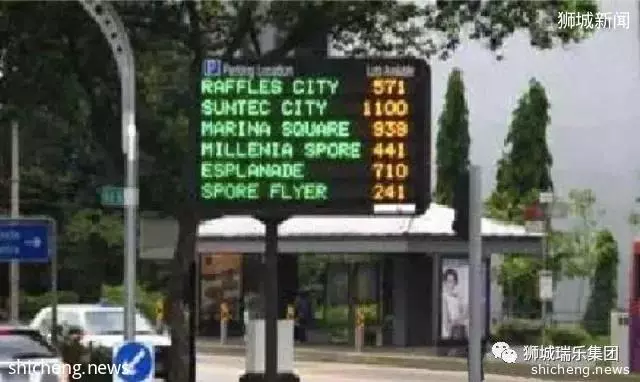 狮城新闻
P Parking Location Lots Available
RAFFLES CITY 571
SUNTEC CITY 1100
MARINA SQUARE 939
MILLENIA SPORE 441
ESPLANADE 710
SPORE FLYER 241
狮城瑞乐集团
shicheng.news
shicheng.news